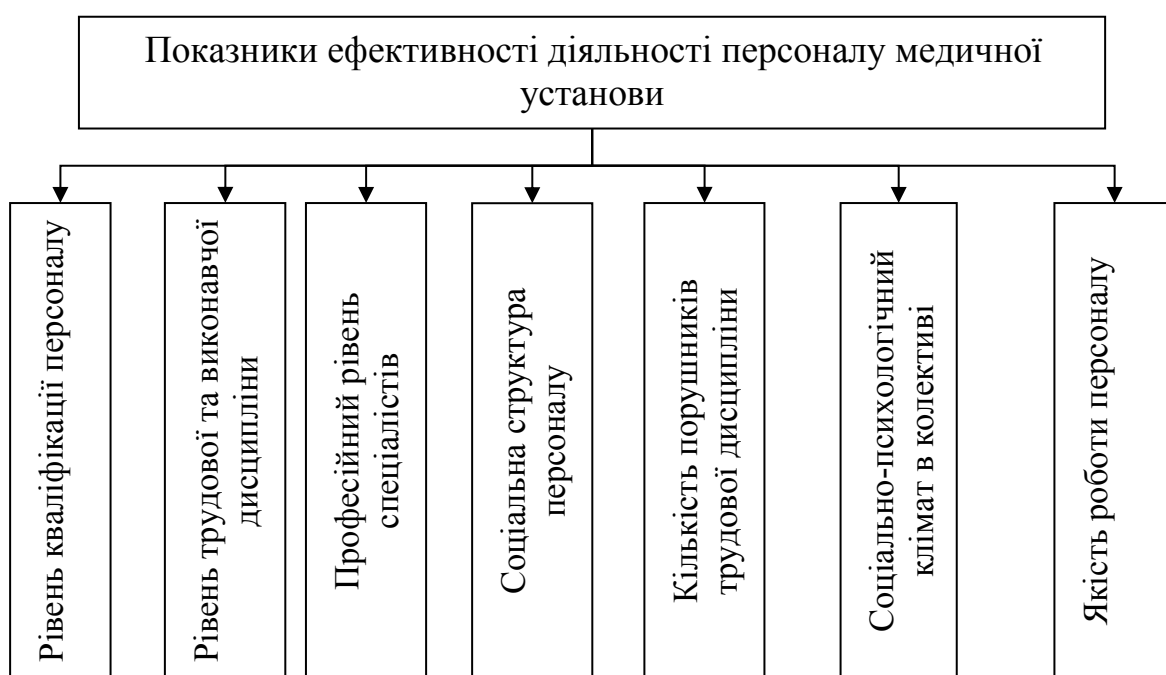 Показники ефективності діяльності персоналу медичної
установи
Рівень кваліфікації персоналу
Рівень трудової та виконавчої
дисципліни
Професійний рівень
спеціалістів
Соціальна структура
персоналу
Кількість порушників
трудової дисципліни
Соціально-психологічний
клімат в колективі
Якість роботи персоналу